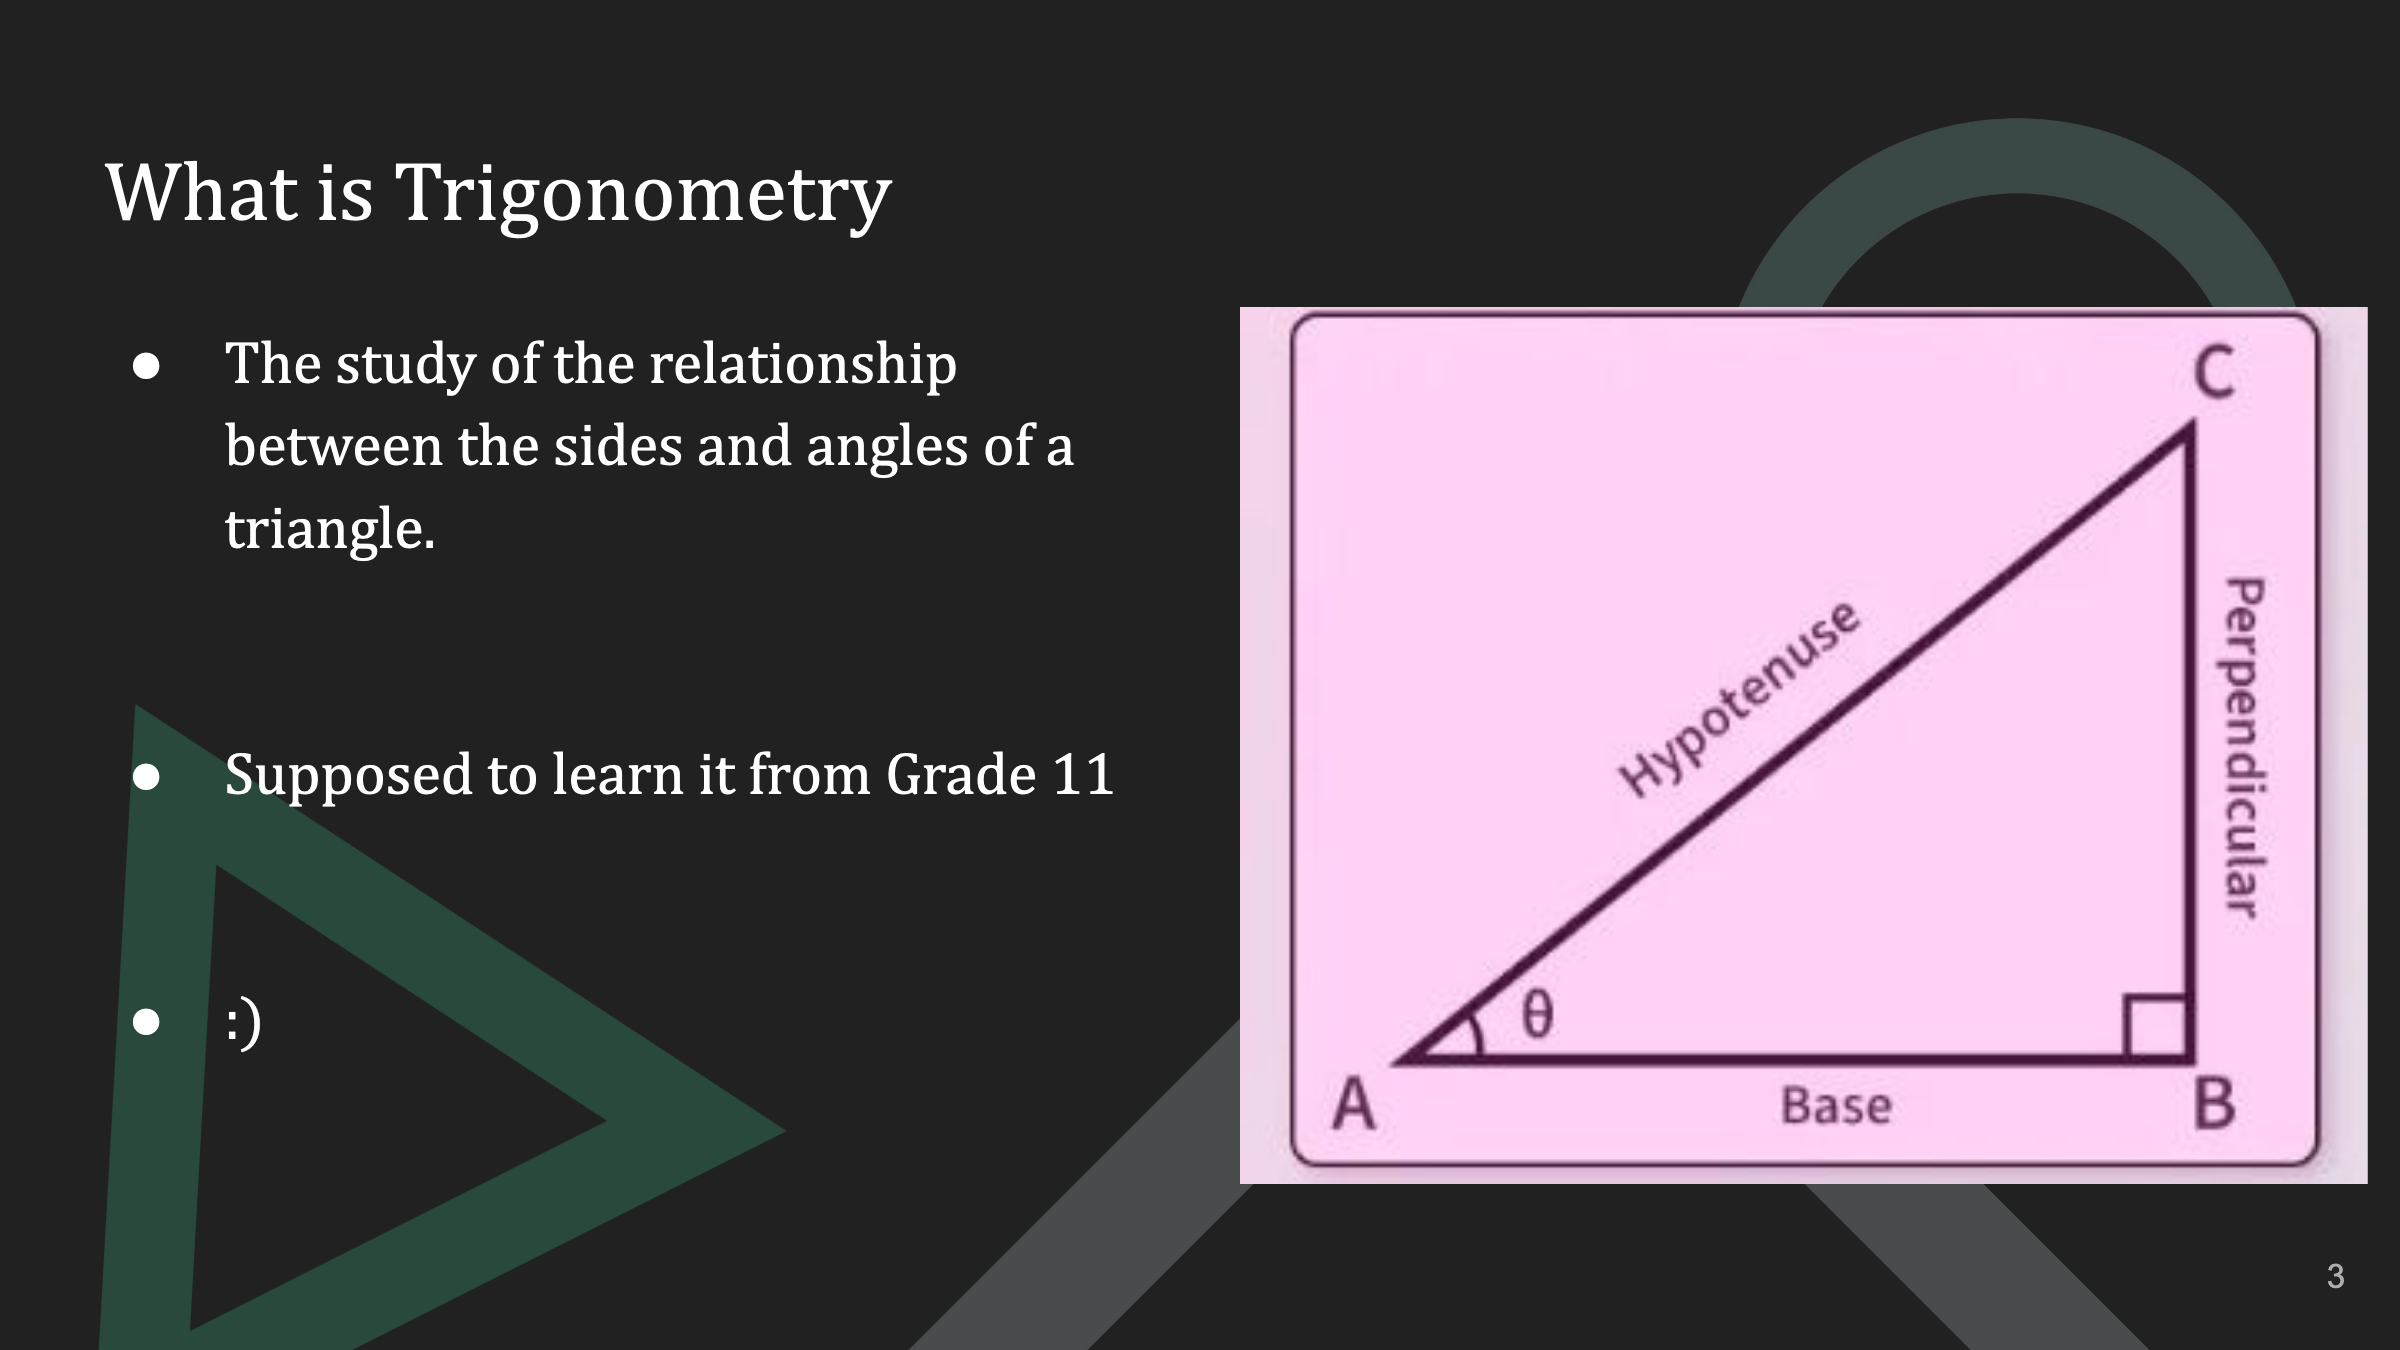 What is Trigonometry
● The study of the relationship
between the sides and angles of a
triangle.
● Supposed to learn it from Grade 11
● :)
C
Hypotenuse
Perpendicular
θ
A
Base
B
3